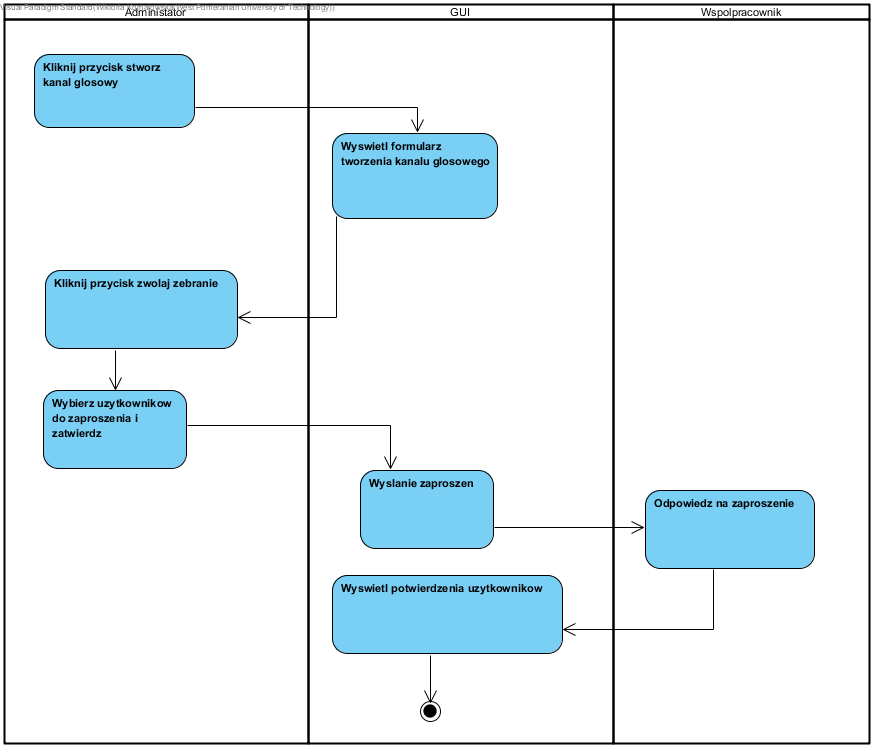 Visual Paradigm Standard(Wiktoria West Pomeranian University of Technology))
Administator
GUI
Wspolpracownik
Kliknij przycisk stworz
kanal glosowy
Wyswietl formularz
tworzenia kanalu glosowego
Kliknij przycisk zwolaj zebranie
Wybierz uzytkownikow
do zaproszenia i
zatwierdz
Wyslanie zaproszen
Odpowiedz na zaproszenie
Wyswietl potwierdzenia uzytkownikow